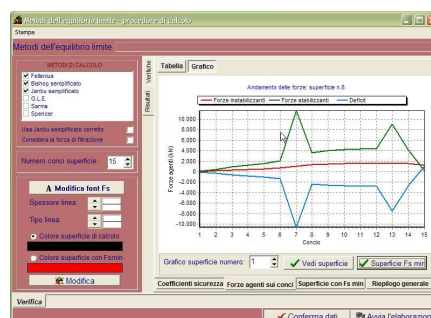 Metodi dell'equilibrio limite - procedure di calcolo
Stampa
Metodi dell'equilibrio limite
METODI DI CALCOLO
Fellenius
Bishop semplificato
Janbu semplificato
G.L.E.
Sarma
Spencer
Usa Janbu semplificato corretto
Considera la forza di filtrazione
Numero conci superficie: 15
Modifica font Fs
Spessore linea:
Tipo linea:
Colore superficie di calcolo
Colore superficie con Fsmin
Modifica
Verifiche
Risultati
Tabella Grafico
Andamento delle forze: superficie n.6
Forze instabilizzanti Forze stabilizzanti Deficit
Forze agenti (kN)
10.000
8.000
6.000
4.000
2.000
0
-2.000
-4.000
-6.000
-8.000
-10.000
1 2 3 4 5 6 7 8 9 10 11 12 13 14 15
Concio
Grafico superficie numero: 1 Vedi superficie Superficie Fs min
Coefficienti sicurezza Forze agenti sui conci Superficie con Fs min Riepilogo generale
Verifica
Conferma dati Avvia l'elaborazion